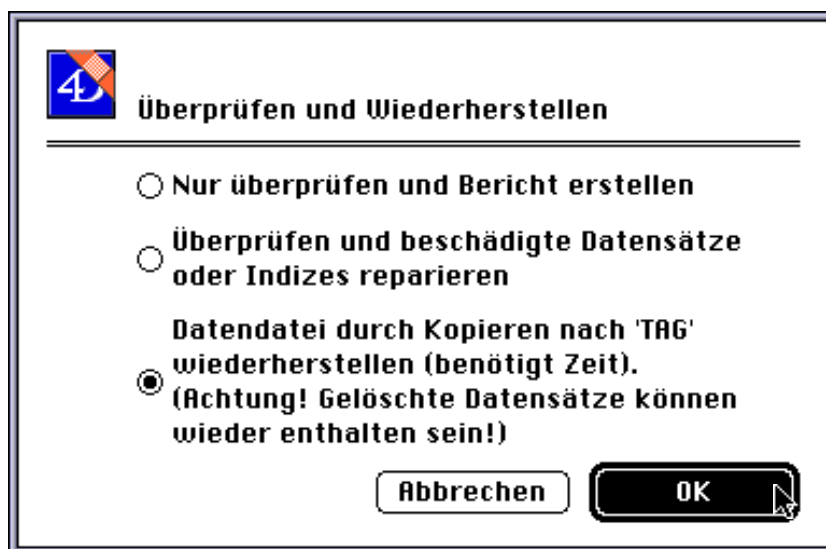 4D
Überprüfen und Wiederherstellen
Nur überprüfen und Bericht erstellen
Überprüfen und beschädigte Datensätze
oder Indizes reparieren
Datendatei durch Kopieren nach 'TAG'
wiederherstellen (benötigt Zeit).
(Achtung! Gelöschte Datensätze können
wieder enthalten sein!)
Abbrechen
OK